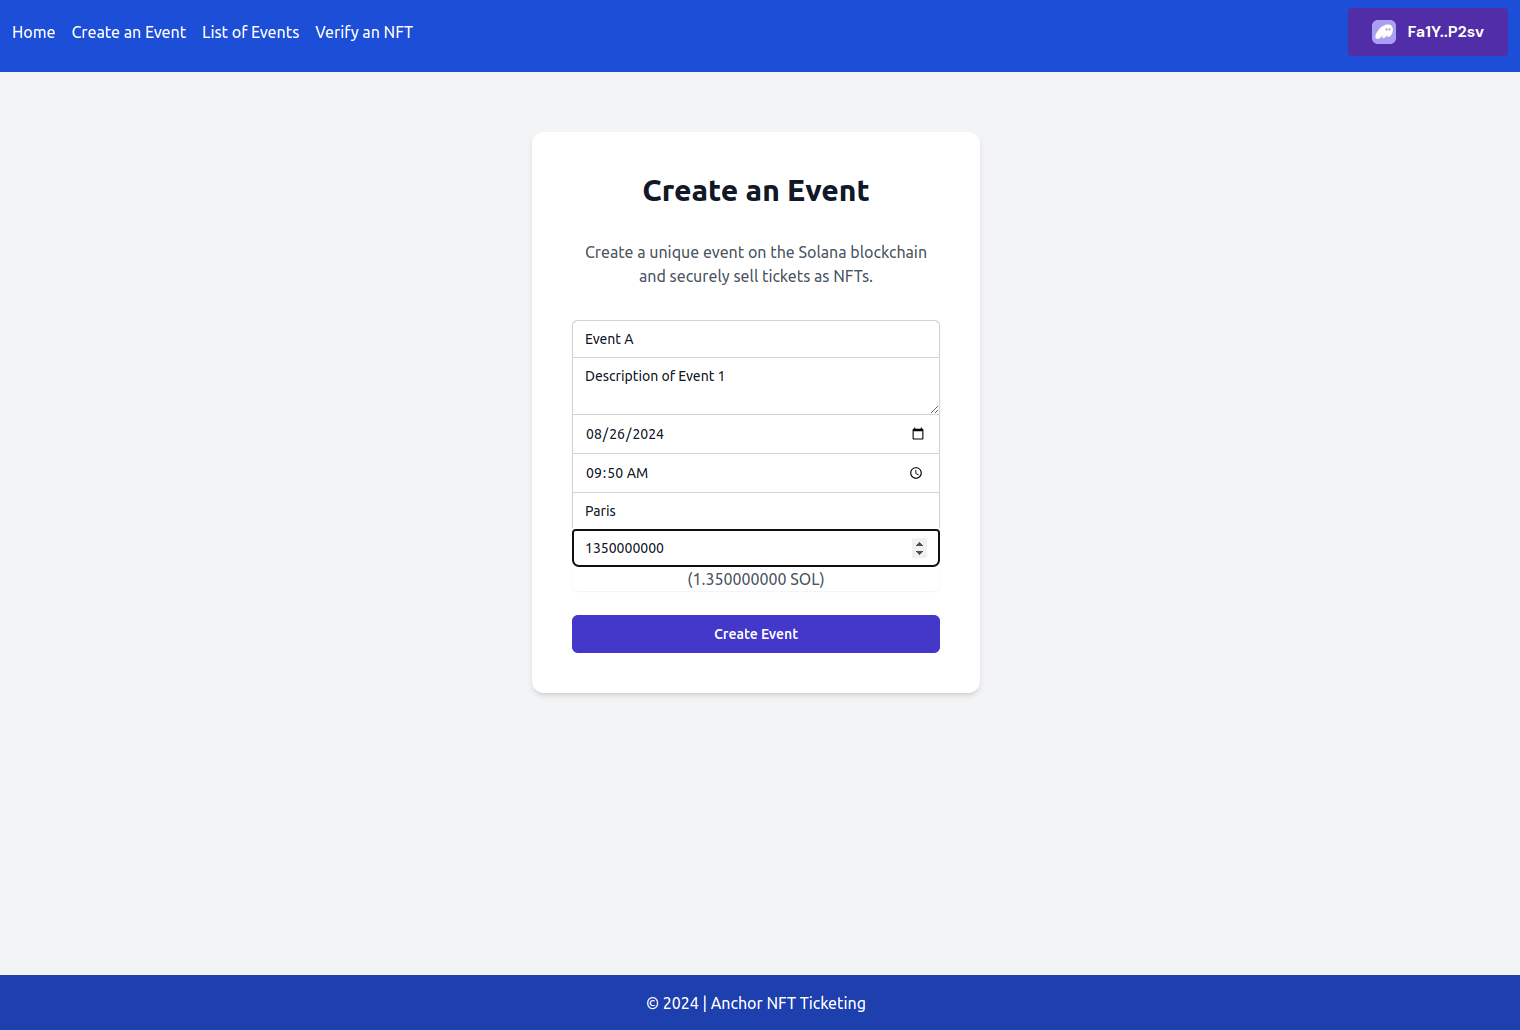 Home Create an Event List of Events Verify an NFT Fa1Y..P2sv
Create an Event
Create a unique event on the Solana blockchain
and securely sell tickets as NFTs.
Event A
Description of Event 1
08/26/2024
09:50 AM
Paris
1350000000
(1.350000000 SOL)
Create Event
© 2024 | Anchor NFT Ticketing